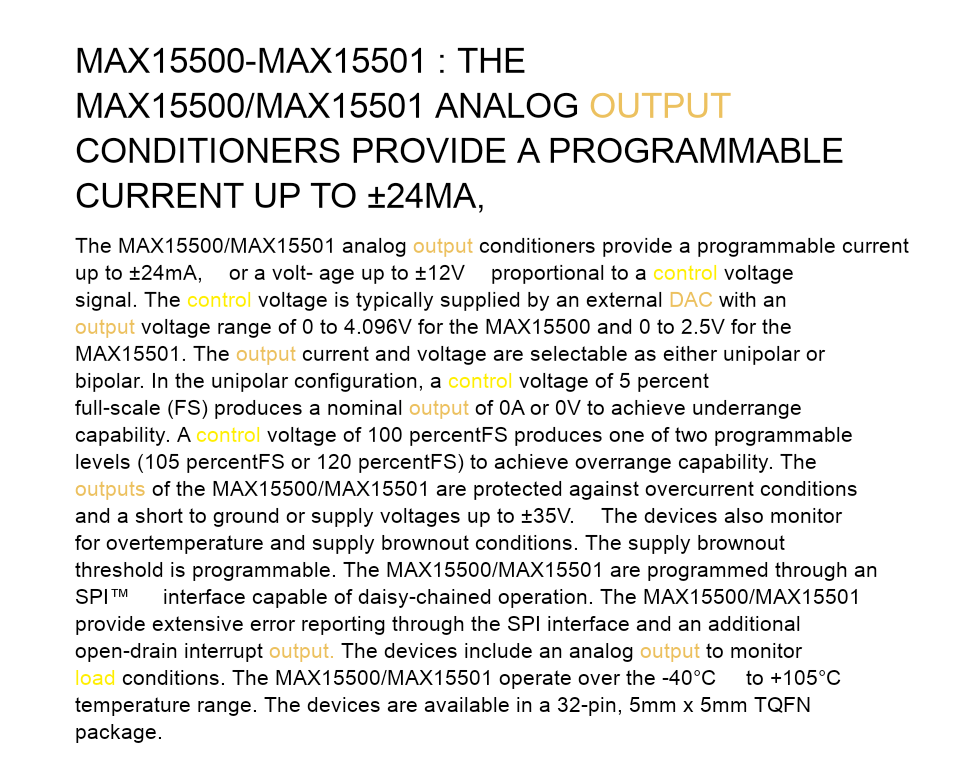 MAX15500-MAX15501 : THE
MAX15500/MAX15501 ANALOG OUTPUT
CONDITIONERS PROVIDE A PROGRAMMABLE
CURRENT UP TO ±24MA,
The MAX15500/MAX15501 analog output conditioners provide a programmable current
up to ±24mA, or a volt- age up to ±12V proportional to a control voltage
signal. The control voltage is typically supplied by an external DAC with an
output voltage range of 0 to 4.096V for the MAX15500 and 0 to 2.5V for the
MAX15501. The output current and voltage are selectable as either unipolar or
bipolar. In the unipolar configuration, a control voltage of 5 percent
full-scale (FS) produces a nominal output of 0A or 0V to achieve underrange
capability. A control voltage of 100 percentFS produces one of two programmable
levels (105 percentFS or 120 percentFS) to achieve overrange capability. The
outputs of the MAX15500/MAX15501 are protected against overcurrent conditions
and a short to ground or supply voltages up to ±35V. The devices also monitor
for overtemperature and supply brownout conditions. The supply brownout
threshold is programmable. The MAX15500/MAX15501 are programmed through an
SPI™ interface capable of daisy-chained operation. The MAX15500/MAX15501
provide extensive error reporting through the SPI interface and an additional
open-drain interrupt output. The devices include an analog output to monitor
load conditions. The MAX15500/MAX15501 operate over the -40°C to +105°C
temperature range. The devices are available in a 32-pin, 5mm x 5mm TQFN
package.